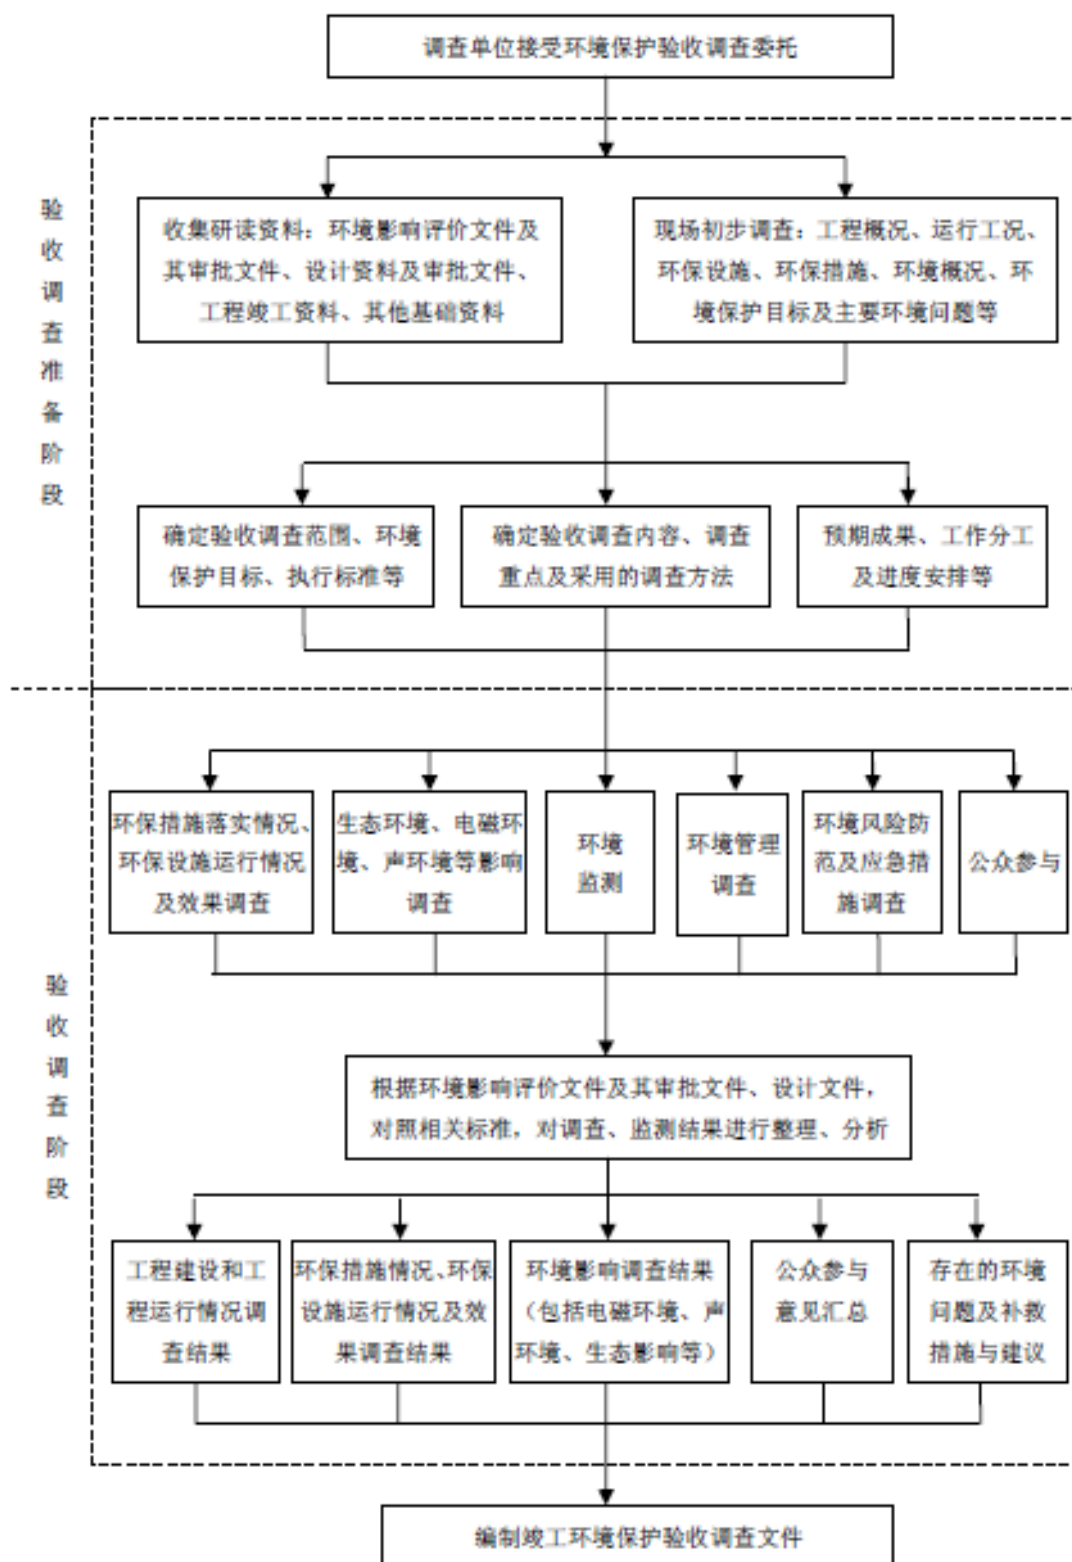 调查单位接受环境保护验收调查委托
验收调查准备阶段
收集研读资料：环境影响评价文件及
其审批文件、设计资料及审批文件、
工程竣工资料、其他基础资料
现场初步调查：工程概况、运行工况、
环保设施、环保措施、环境概况、环
境保护目标及主要环境问题等
确定验收调查范围、环境
保护目标、执行标准等
确定验收调查内容、调查
重点及采用的调查方法
预期成果、工作分工
及进度安排等
验收调查阶段
环保措施落实情况、
环保设施运行情况
及效果调查
生态环境、电磁环
境、声环境等影响
调查
环境
监测
环境管理
调查
环境风险防
范及应急措
施调查
公众参与
根据环境影响评价文件及其审批文件、设计文件，
对照相关标准，对调查、监测结果进行整理、分析
工程建设和工
程运行情况调
查结果
环保措施情况、环保
设施运行情况及效
果调查结果
环境影响调查结果
（包括电磁环境、声
环境、生态影响等）
公众参与
意见汇总
存在的环境
问题及补救
措施与建议
编制竣工环境保护验收调查文件